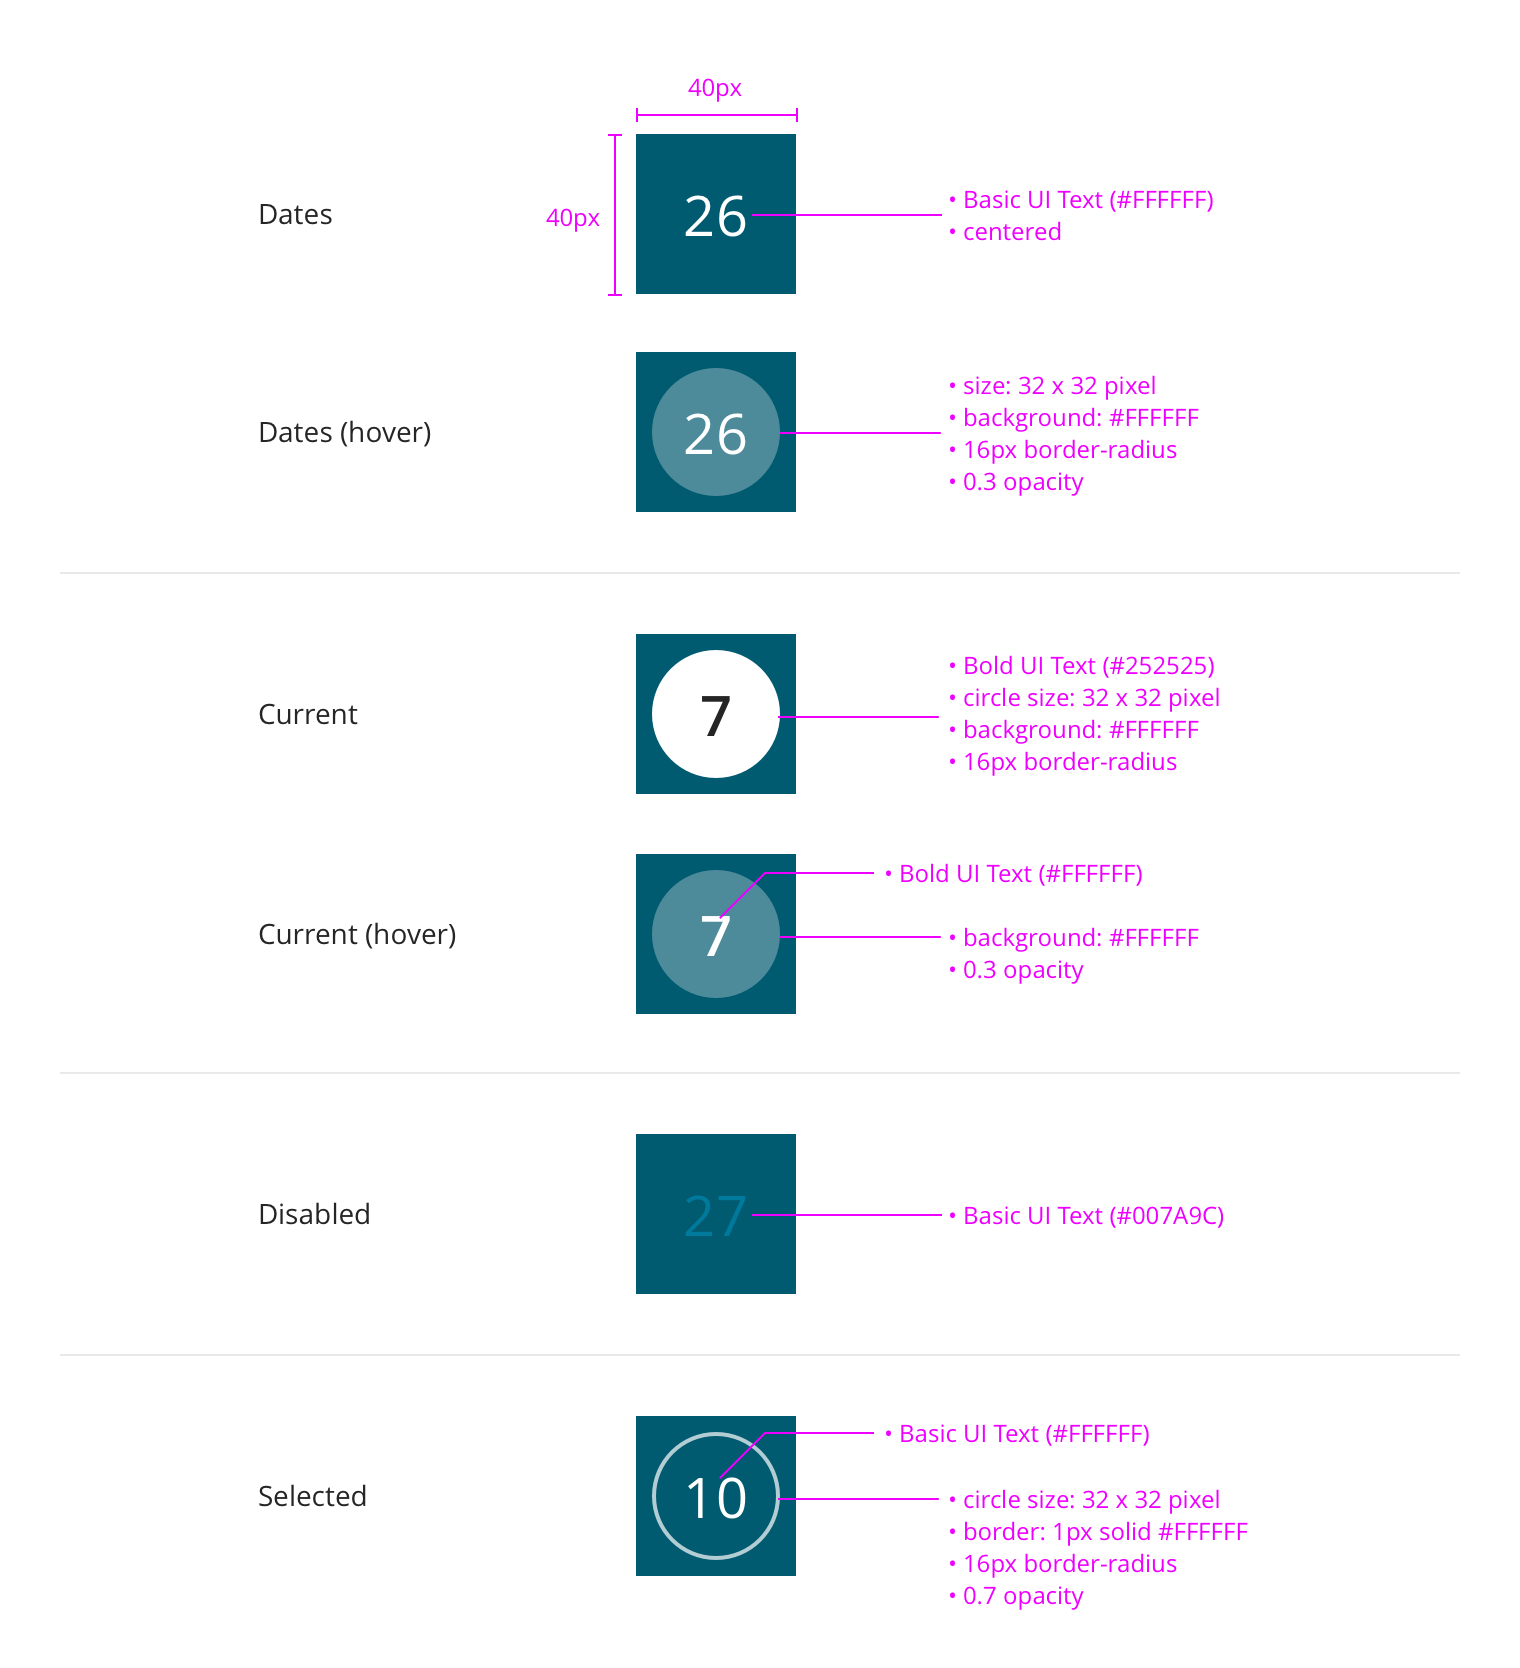 40px
40px
Dates
26
• Basic UI Text (#FFFFFF)
• centered
Dates (hover)
26
• size: 32 x 32 pixel
• background: #FFFFFF
• 16px border-radius
• 0.3 opacity
Current
7
• Bold UI Text (#252525)
• circle size: 32 x 32 pixel
• background: #FFFFFF
• 16px border-radius
Current (hover)
7
• Bold UI Text (#FFFFFF)
• background: #FFFFFF
• 0.3 opacity
Disabled
27
• Basic UI Text (#007A9C)
Selected
10
• Basic UI Text (#FFFFFF)
• circle size: 32 x 32 pixel
• border: 1px solid #FFFFFF
• 16px border-radius
• 0.7 opacity